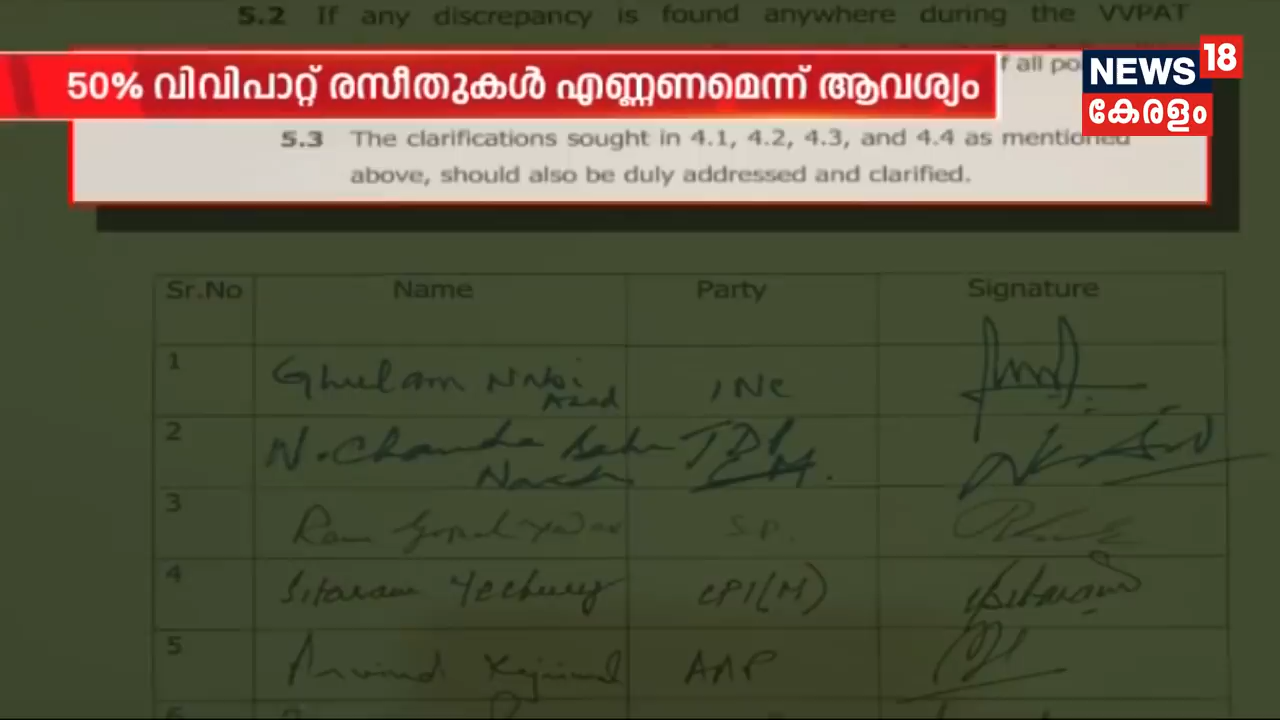 5.2 If any discrepancy is found anywhere during the VVPAT
f all po
NEWS 18
കേരളം
50% വിവിപാറ്റ് രസീതുകൾ എണ്ണണമെന്ന് ആവശ്യം
5.3 The clarifications sought in 4.1, 4.2, 4.3, and 4.4 as mentioned
above, should also be duly addressed and clarified.
Sr.No Name Party Signature
1 Ghulam Nabi Azad INC
2 N. Chandra Babu Naidu TDP
3 Ram Gopal Yadav S.P.
4 Sitaram Yechury CPI(M)
5 Arvind Kejriwal AAP